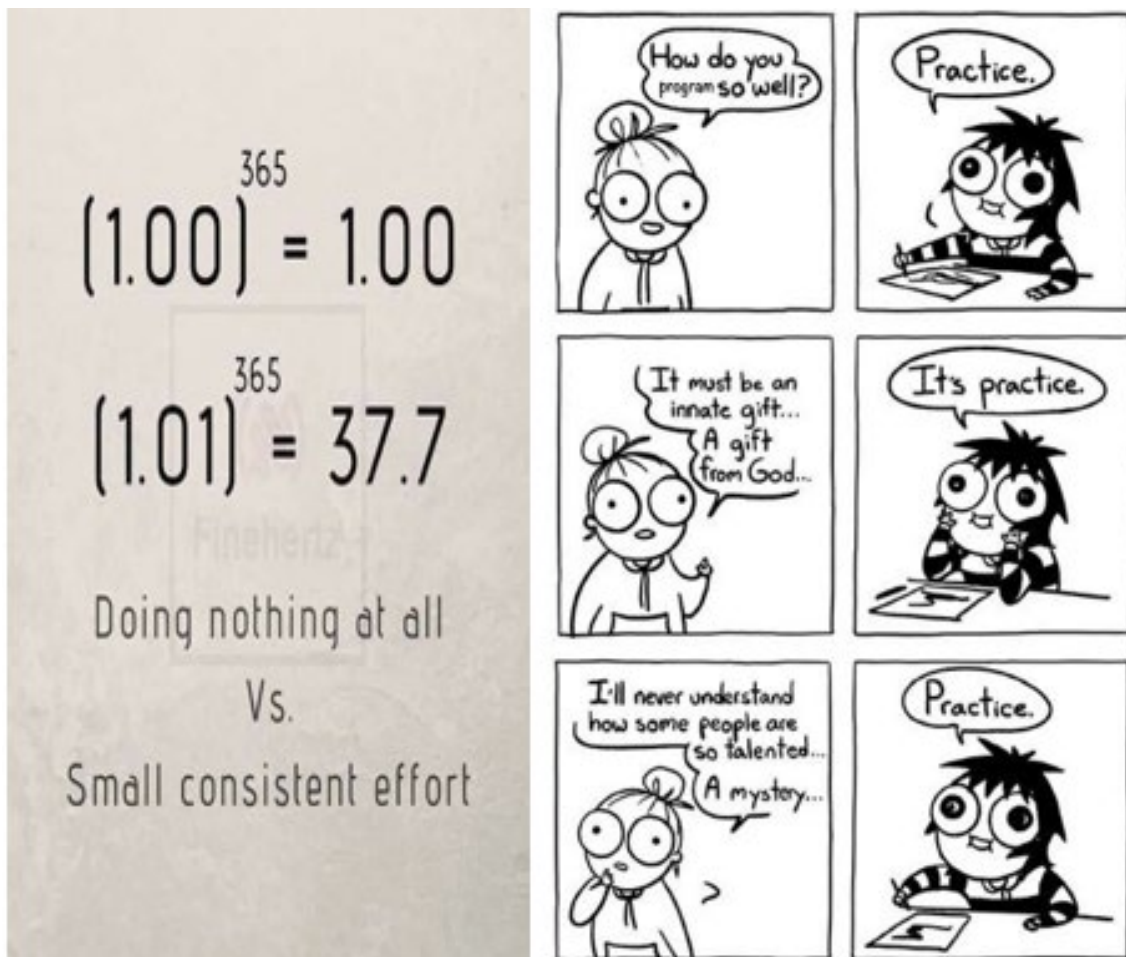 365
(1.00) = 1.00
365
(1.01) = 37.7
Finehertz
Doing nothing at all
Vs.
Small consistent effort
How do you
program so well?
Practice.
It must be an
innate gift...
A gift
from God...
It's practice.
I'll never understand
how some people are
so talented...
A mystery...
Practice.